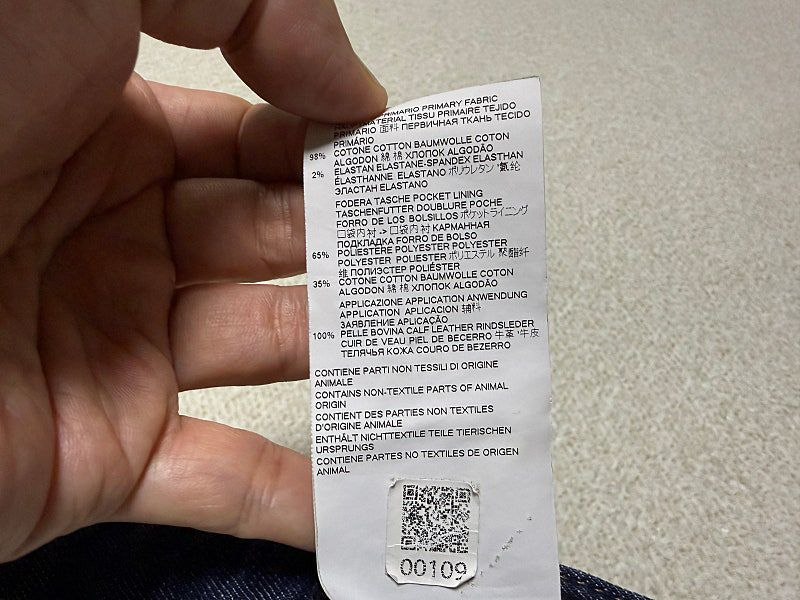 PRIMARIO PRIMARY FABRIC
MATERIAL TISSU PRIMAIRE TEJIDO
PRIMARIO 面料 ПЕРВИЧНАЯ ТКАНЬ TECIDO
PRIMÁRIO
98% COTONE COTTON BAUMWOLLE COTON
ALGODON 綿 棉 ХЛОПОК ALGODÃO
2% ELASTAN ELASTANE-SPANDEX ELASTHAN
ÉLASTHANNE ELASTANO ポリウレタン 氨纶
ЭЛАСТАН ELASTANO
FODERA TASCHE POCKET LINING
TASCHENFUTTER DOUBLURE POCHE
FORRO DE LOS BOLSILLOS ポケットライニング
口袋内衬 -> 口袋内衬 КАРМАННАЯ
ПОДКЛАДКА FORRO DE BOLSO
65% POLIESTERE POLYESTER POLYESTER
POLYESTER POLIESTER ポリエステル 聚酯纤
维 ПОЛИЭСТЕР POLIÉSTER
35% COTONE COTTON BAUMWOLLE COTON
ALGODON 綿 棉 ХЛОПОК ALGODÃO
APPLICAZIONE APPLICATION ANWENDUNG
APPLICATION APLICACION 辅料
ЗАЯВЛЕНИЕ APLICAÇÃO
100% PELLE BOVINA CALF LEATHER RINDSLEDER
CUIR DE VEAU PIEL DE BECERRO 牛革 '牛皮
ТЕЛЯЧЬЯ КОЖА COURO DE BEZERRO
CONTIENE PARTI NON TESSILI DI ORIGINE
ANIMALE
CONTAINS NON-TEXTILE PARTS OF ANIMAL
ORIGIN
CONTIENT DES PARTIES NON TEXTILES
D'ORIGINE ANIMALE
ENTHÄLT NICHTTEXTILE TEILE TIERISCHEN
URSPRUNGS
CONTIENE PARTES NO TEXTILES DE ORIGEN
ANIMAL
00109